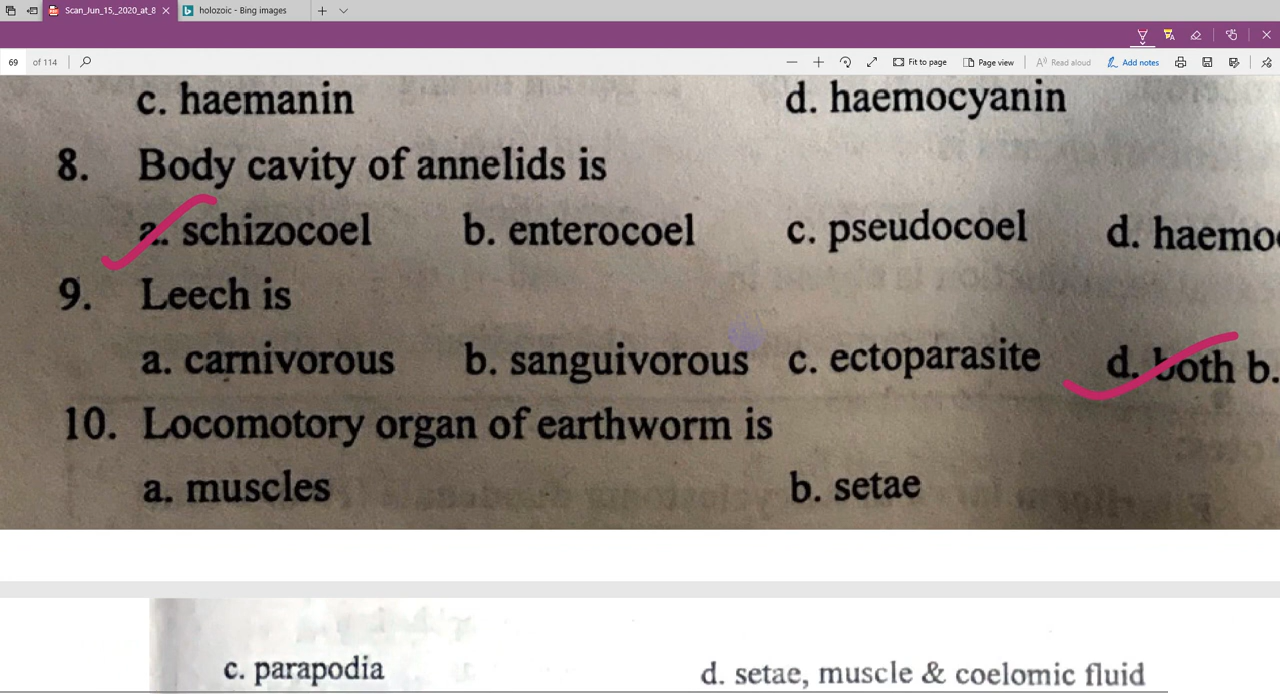 Scan_Jun_15,_2020_at_8
holozoic - Bing images
69 of 114
Fit to page
Page view
Read aloud
Add notes
c. haemanin d. haemocyanin
8. Body cavity of annelids is
a. schizocoel b. enterocoel c. pseudocoel d. haemo
9. Leech is
a. carnivorous b. sanguivorous c. ectoparasite d. both b.
10. Locomotory organ of earthworm is
a. muscles b. setae
c. parapodia d. setae, muscle & coelomic fluid